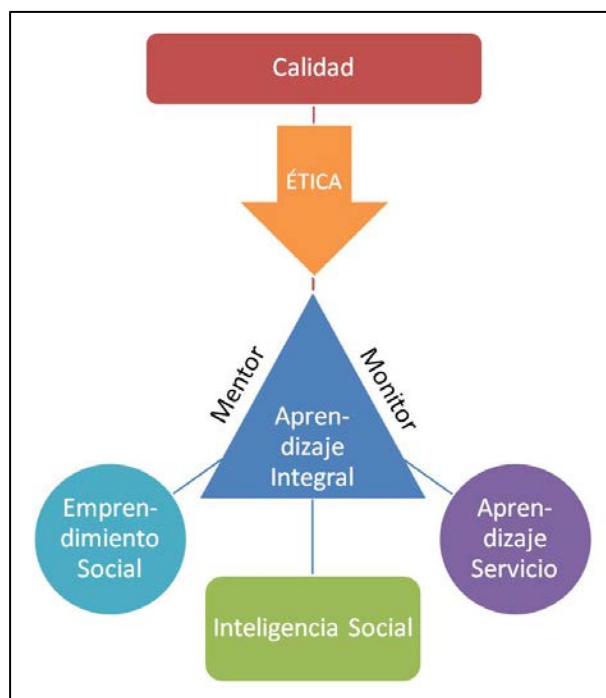 Calidad
ÉTICA
Mentor
Monitor
Apren-
dizaje
Integral
Empren-
dimiento
Social
Apren-
dizaje
Servicio
Inteligencia Social